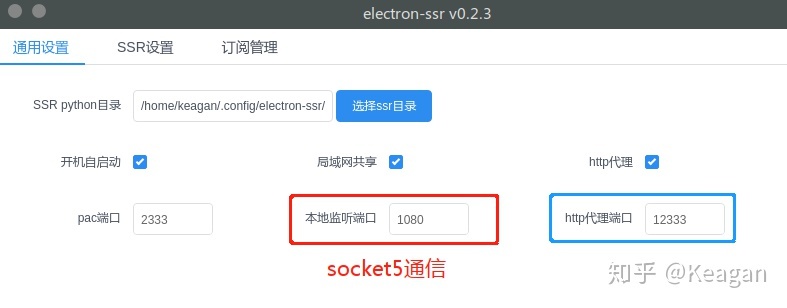 electron-ssr v0.2.3
通用设置 SSR设置 订阅管理
SSR python目录 /home/keagan/.config/electron-ssr/ 选择ssr目录
开机自启动 局域网共享 http代理
pac端口 2333 本地监听端口 1080 http代理端口 12333
socket5通信
知乎 @Keagan